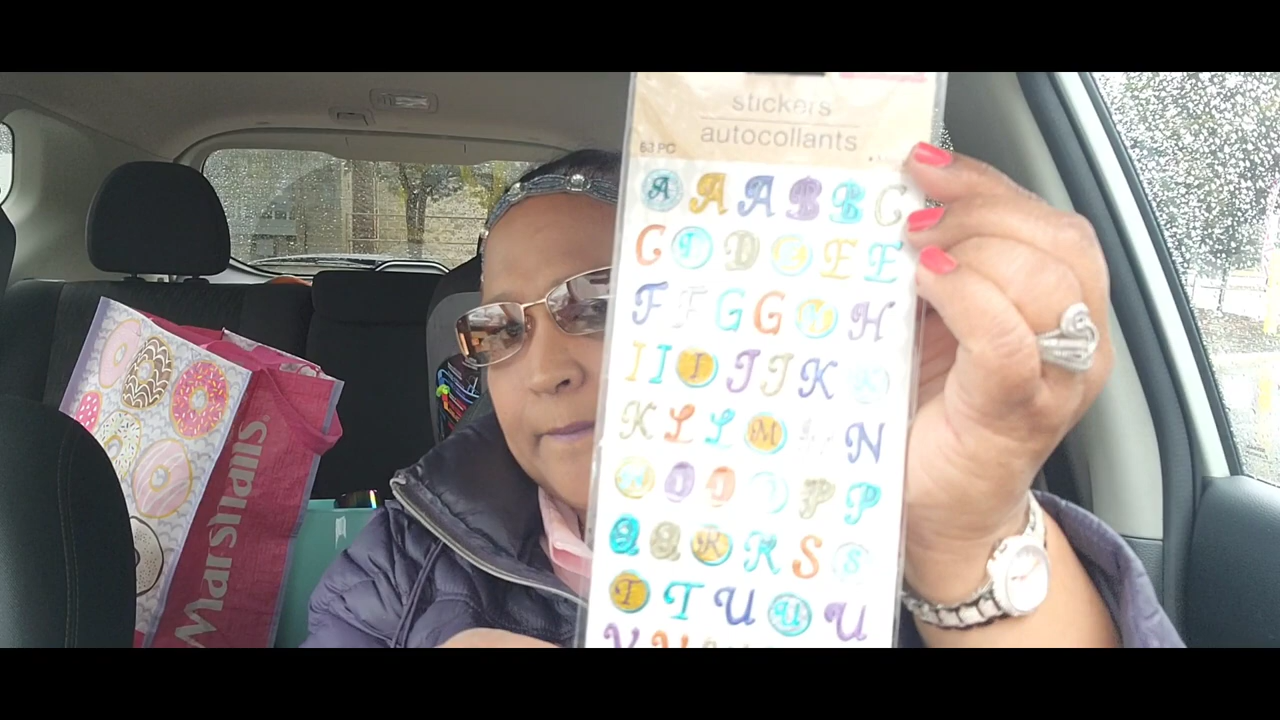 stickers
autocollants
63 PC
A A A B B C
C D D E E E
F F G G H H
I I I J J K
K L L M M N
N O O P P P
Q Q R R S S
T T U U U
Marshalls